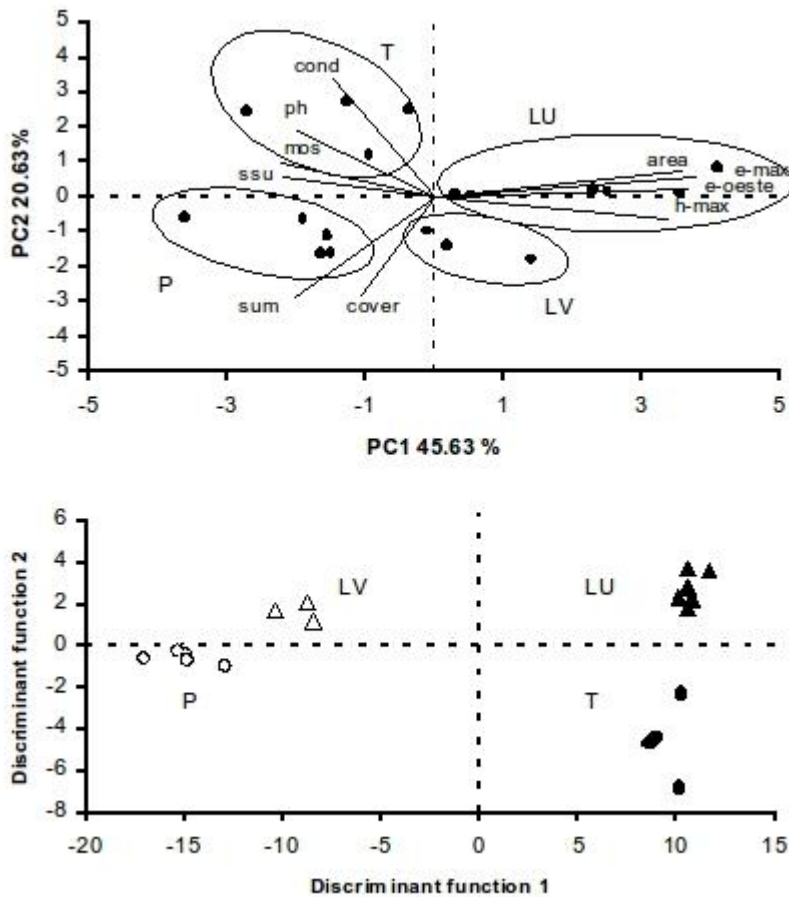 5
4
3
2
1
0
-1
-2
-3
-4
-5
PC2 20.63%
T
cond
ph
mos
ssu
LU
area
e-max
e-oeste
h-max
P
sum
cover
LV
-5 -3 -1 1 3 5
PC1 45.63 %
6
4
2
0
-2
-4
-6
-8
Discriminant function 2
LV
LU
P
T
-20 -15 -10 -5 0 5 10 15
Discriminant function 1